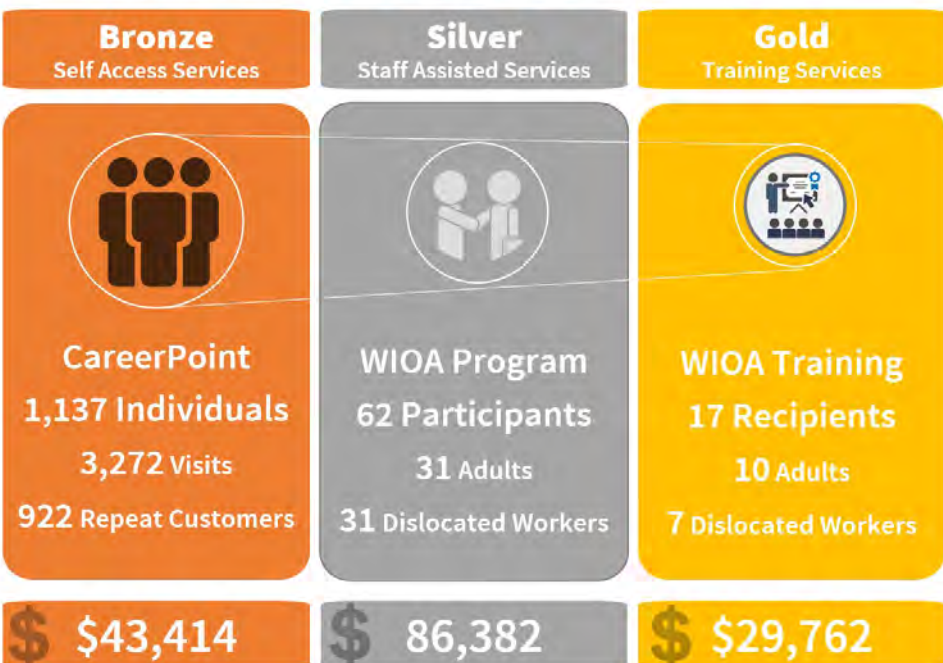 Bronze
Self Access Services
CareerPoint
1,137 Individuals
3,272 Visits
922 Repeat Customers
$ $43,414
Silver
Staff Assisted Services
WIOA Program
62 Participants
31 Adults
31 Dislocated Workers
$ 86,382
Gold
Training Services
WIOA Training
17 Recipients
10 Adults
7 Dislocated Workers
$ $29,762